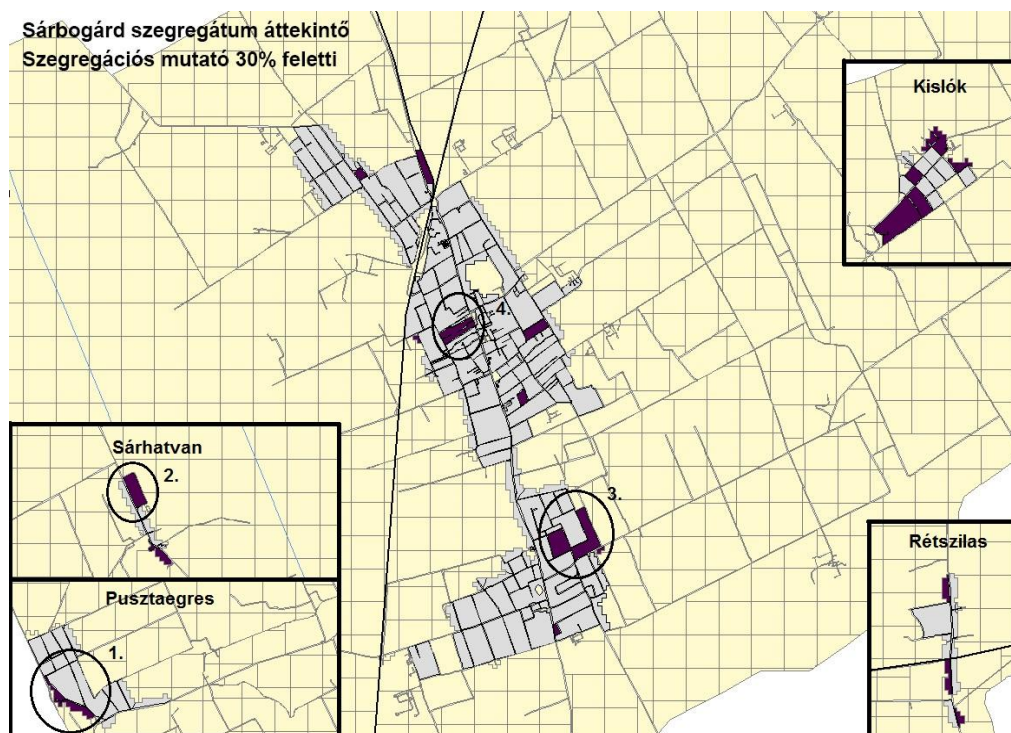 Sárbogárd szegregátum áttekintő
Szegregációs mutató 30% feletti
Kislók
4.
Sárhatvan
2.
3.
Rétszilas
Pusztaegres
1.